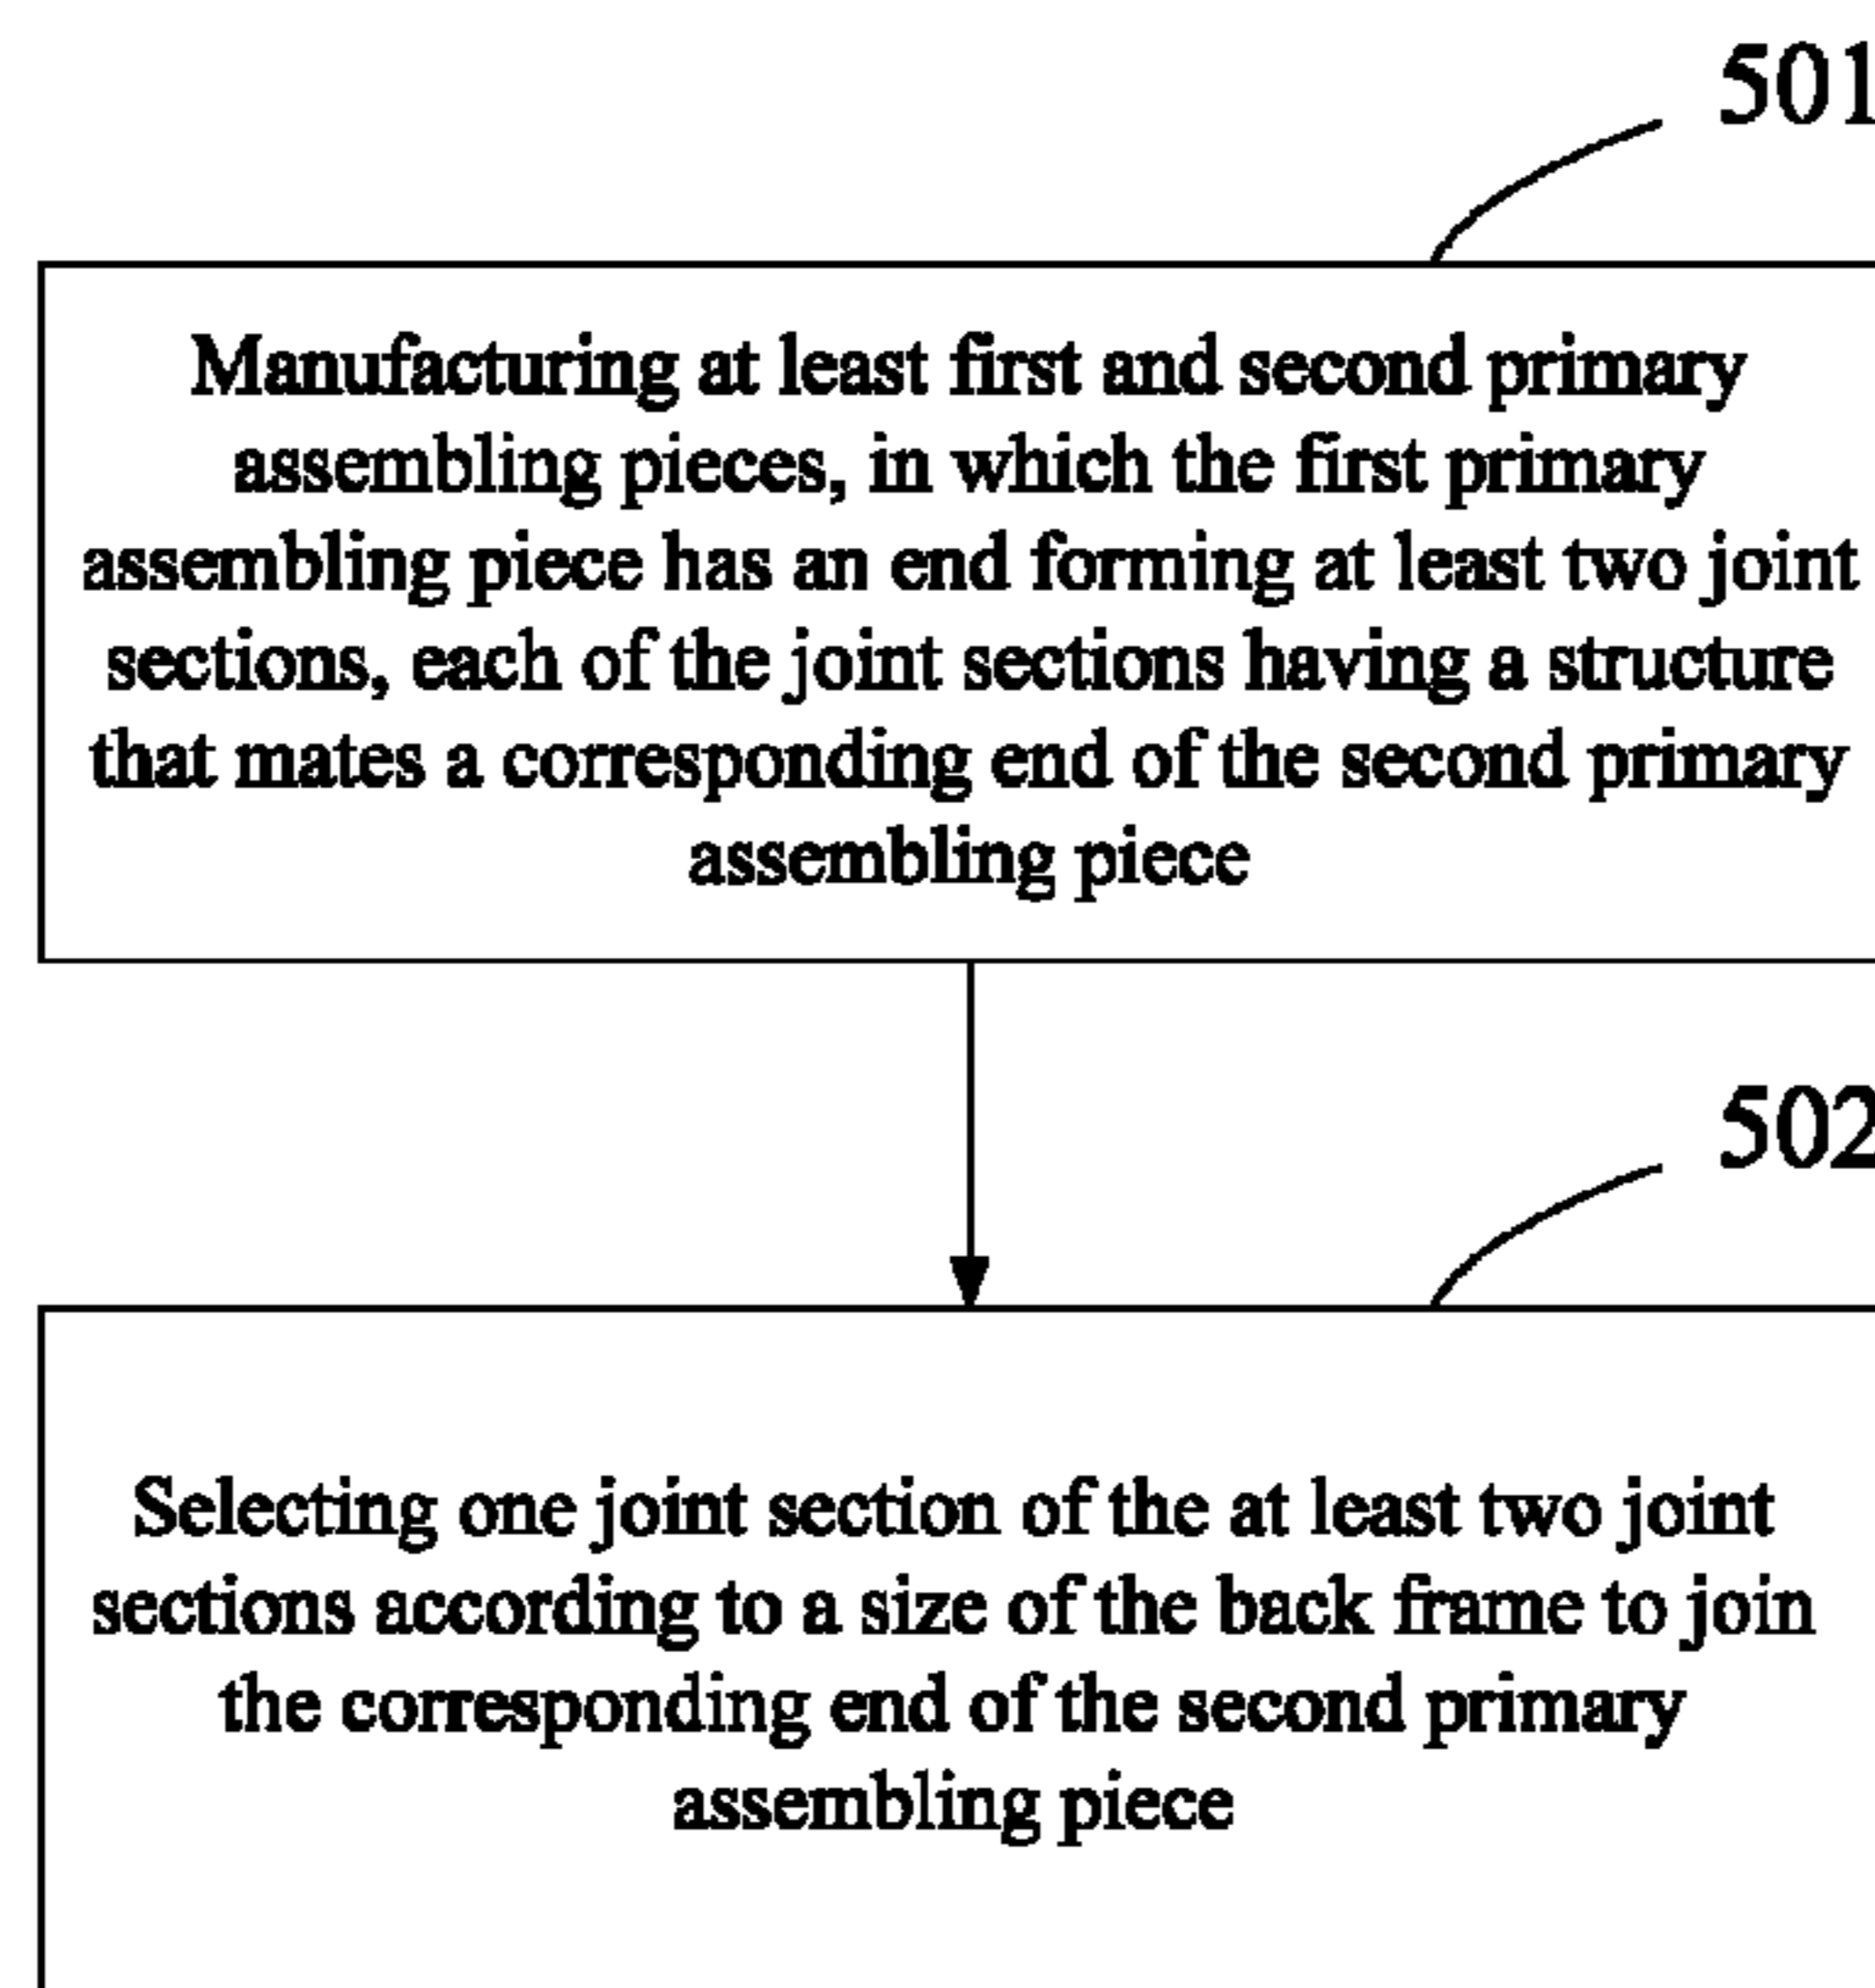 501
Manufacturing at least first and second primary
assembling pieces, in which the first primary
assembling piece has an end forming at least two joint
sections, each of the joint sections having a structure
that mates a corresponding end of the second primary
assembling piece
502
Selecting one joint section of the at least two joint
sections according to a size of the back frame to join
the corresponding end of the second primary
assembling piece